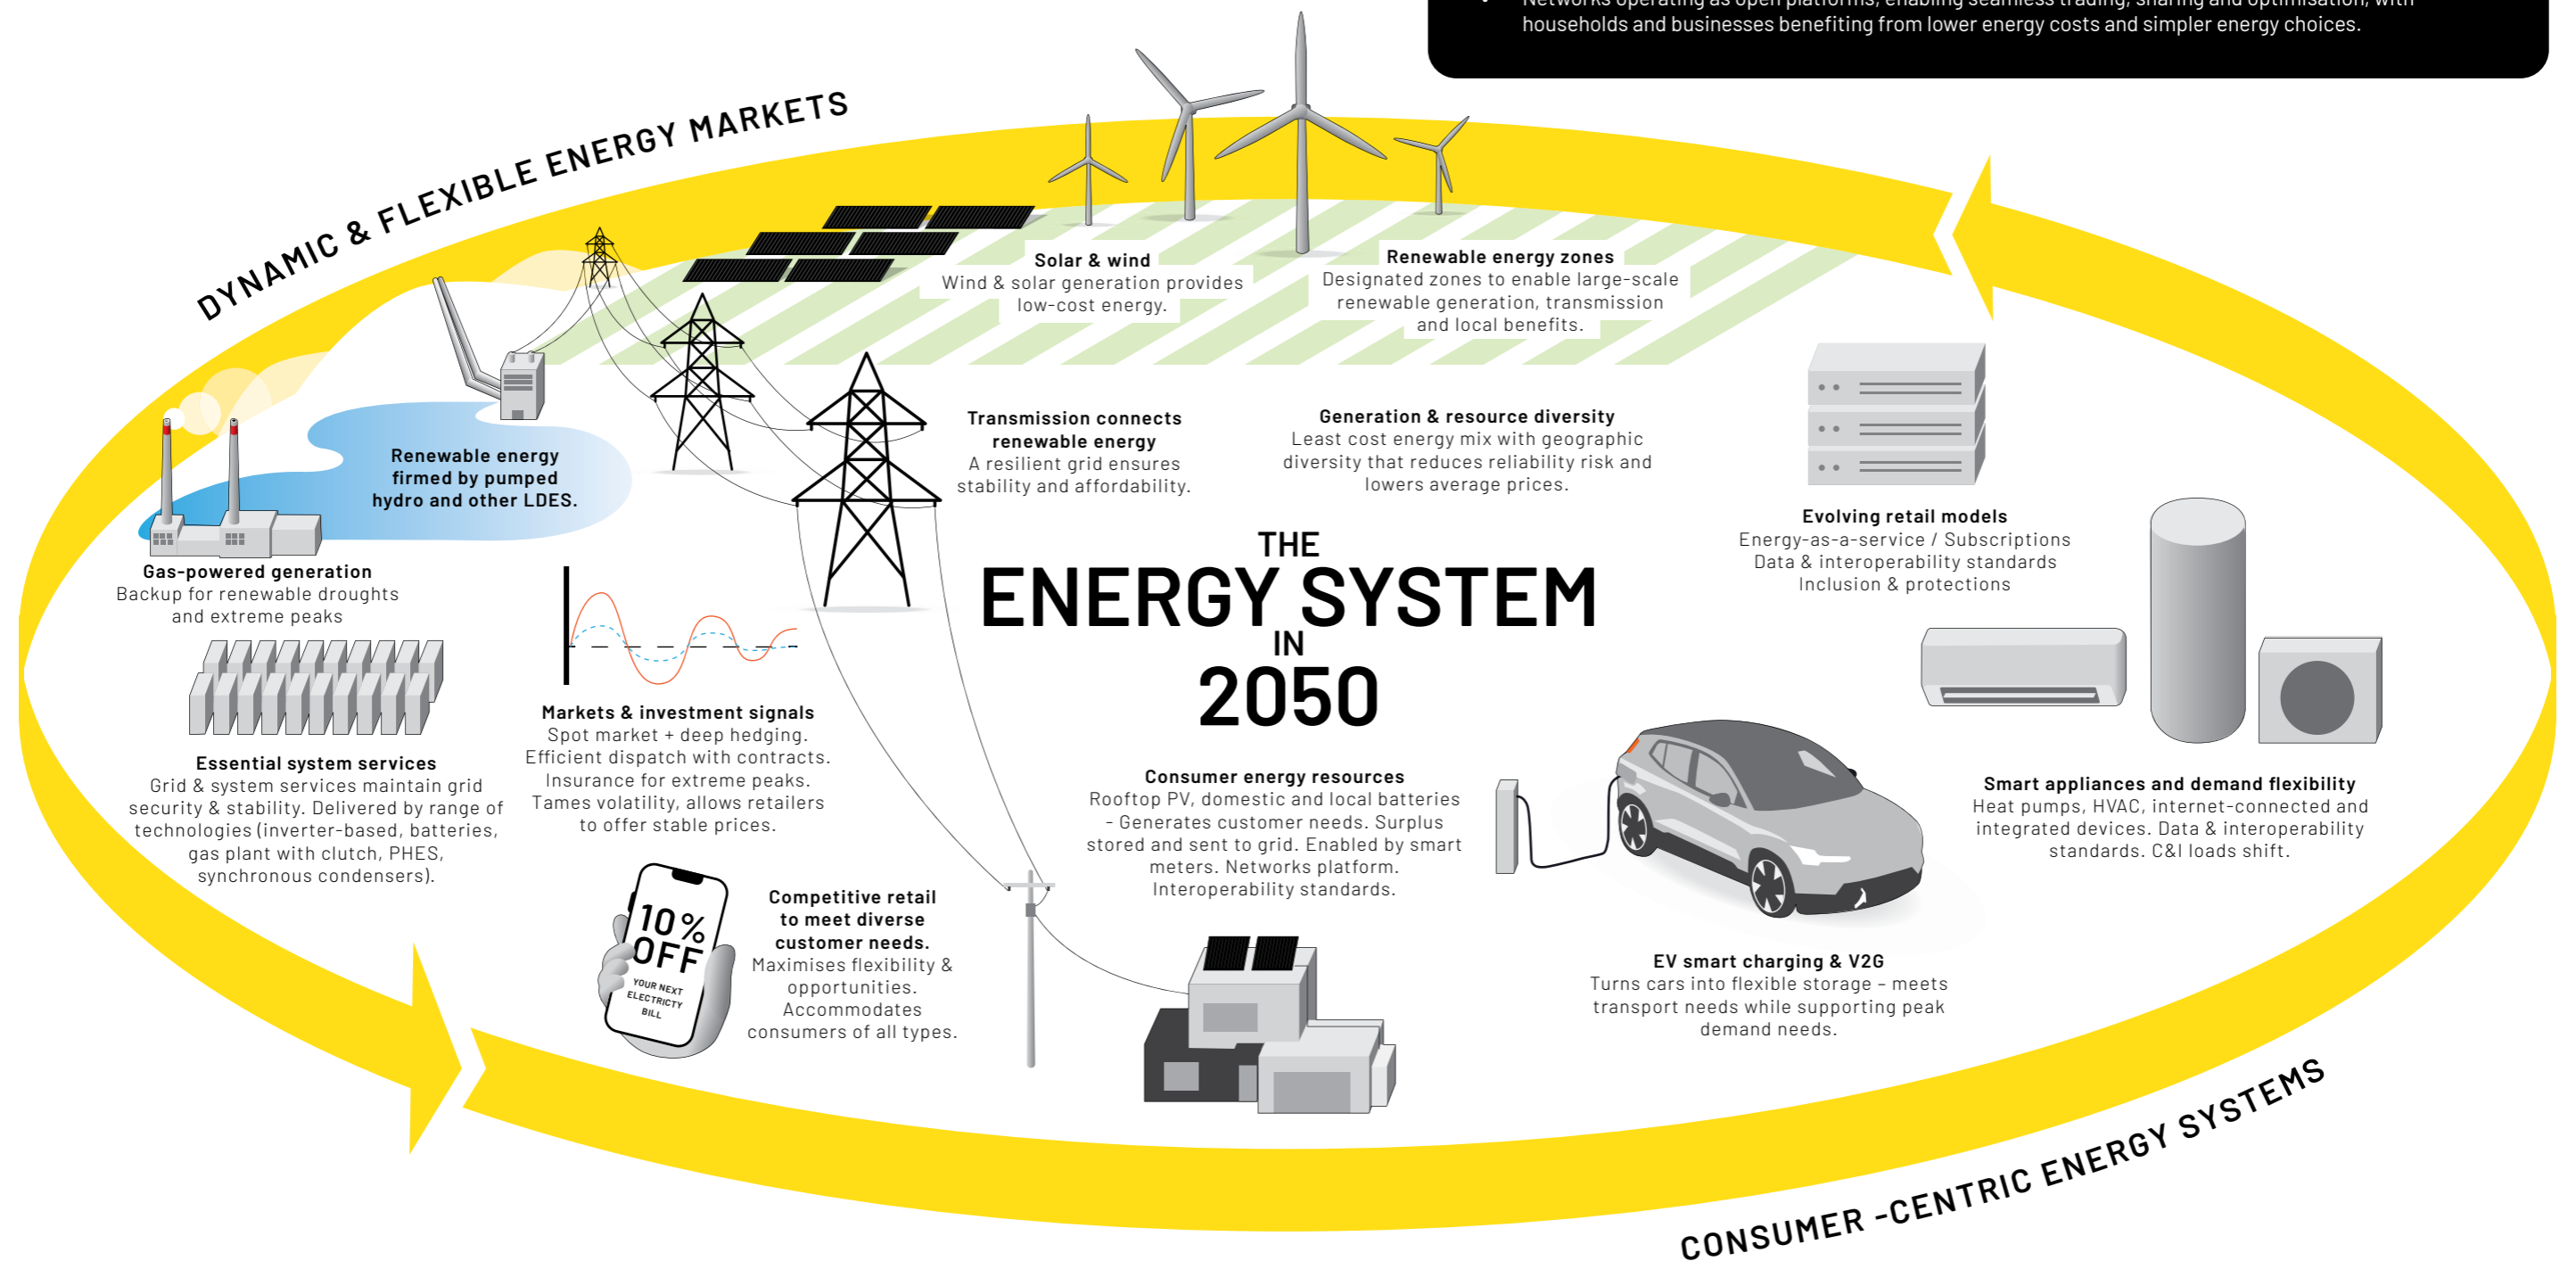 Networks operating as open platforms, enabling seamless trading, sharing and optimisation, with
households and businesses benefiting from lower energy costs and simpler energy choices.
DYNAMIC & FLEXIBLE ENERGY MARKETS
Solar & wind
Wind & solar generation provides
low-cost energy.
Renewable energy zones
Designated zones to enable large-scale
renewable generation, transmission
and local benefits.
Renewable energy
firmed by pumped
hydro and other LDES.
Transmission connects
renewable energy
A resilient grid ensures
stability and affordability.
Generation & resource diversity
Least cost energy mix with geographic
diversity that reduces reliability risk and
lowers average prices.
Gas-powered generation
Backup for renewable droughts
and extreme peaks
THE
ENERGY SYSTEM
IN
2050
Evolving retail models
Energy-as-a-service / Subscriptions
Data & interoperability standards
Inclusion & protections
Essential system services
Grid & system services maintain grid
security & stability. Delivered by range of
technologies (inverter-based, batteries,
gas plant with clutch, PHES,
synchronous condensers).
Markets & investment signals
Spot market + deep hedging.
Efficient dispatch with contracts.
Insurance for extreme peaks.
Tames volatility, allows retailers
to offer stable prices.
Consumer energy resources
Rooftop PV, domestic and local batteries
- Generates customer needs. Surplus
stored and sent to grid. Enabled by smart
meters. Networks platform.
Interoperability standards.
Smart appliances and demand flexibility
Heat pumps, HVAC, internet-connected and
integrated devices. Data & interoperability
standards. C&I loads shift.
10%
OFF
YOUR NEXT
ELECTRICTY
BILL
Competitive retail
to meet diverse
customer needs.
Maximises flexibility &
opportunities.
Accommodates
consumers of all types.
EV smart charging & V2G
Turns cars into flexible storage – meets
transport needs while supporting peak
demand needs.
CONSUMER -CENTRIC ENERGY SYSTEMS